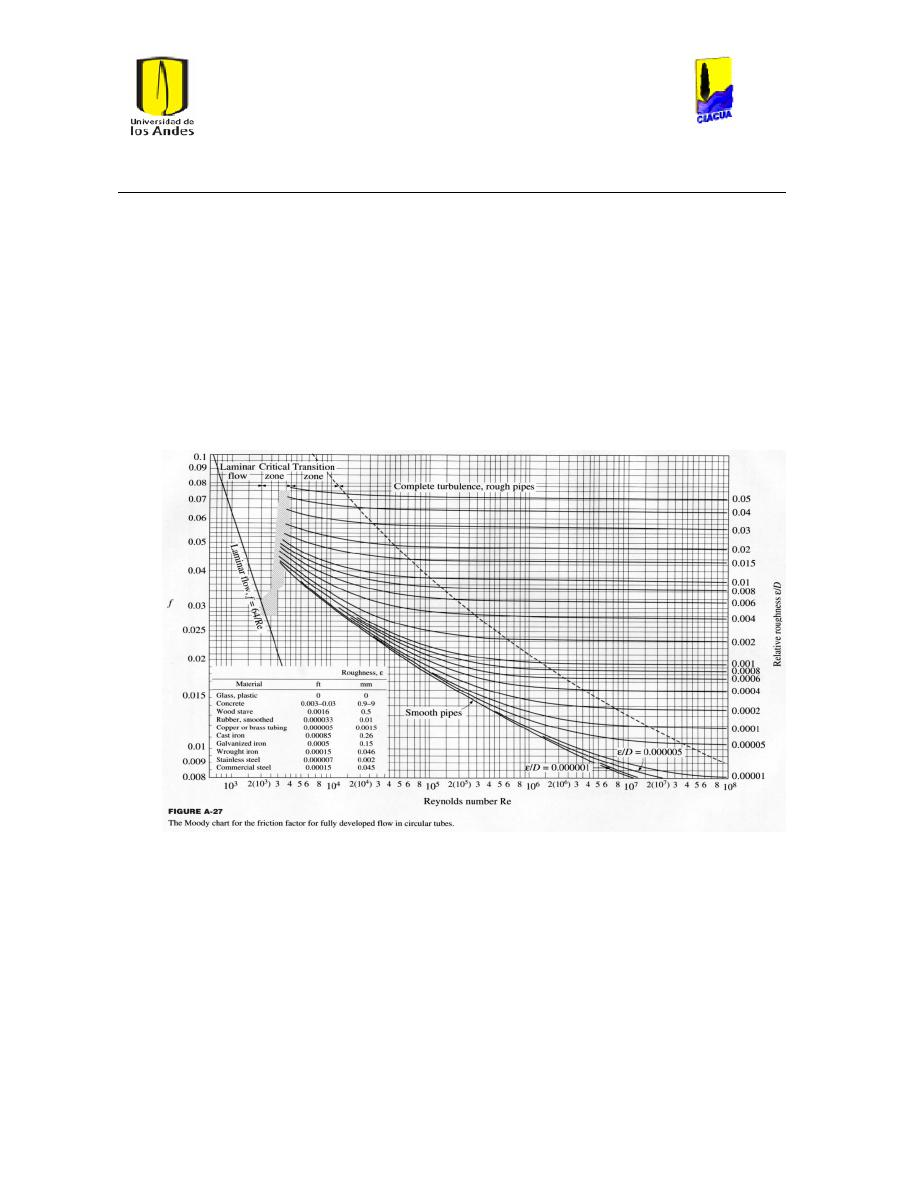 Universidad de
los Andes
CIACUA
Laminar Critical Transition
flow zone zone
Complete turbulence, rough pipes
Laminar flow, f = 64/Re
Smooth pipes
ε/D = 0.000005
ε/D = 0.000001
0.1
0.09
0.08
0.07
0.06
0.05
0.04
f
0.03
0.025
0.02
0.015
0.01
0.009
0.008
0.05
0.04
0.03
0.02
0.015
0.01
0.008
0.006
0.004
0.002
0.001
0.0008
0.0006
0.0004
0.0002
0.0001
0.00005
0.00001
Relative roughness ε/D
Roughness, ε
Material ft mm
Glass, plastic 0 0
Concrete 0.003–0.03 0.9–9
Wood stave 0.0016 0.5
Rubber, smoothed 0.000033 0.01
Copper or brass tubing 0.000005 0.0015
Cast iron 0.00085 0.26
Galvanized iron 0.0005 0.15
Wrought iron 0.00015 0.046
Stainless steel 0.000007 0.002
Commercial steel 0.00015 0.045
10³ 2(10³) 3 4 5 6 8 10⁴ 2(10⁴) 3 4 5 6 8 10⁵ 2(10⁵) 3 4 5 6 8 10⁶ 2(10⁶) 3 4 5 6 8 10⁷ 2(10⁷) 3 4 5 6 8 10⁸
Reynolds number Re
FIGURE A-27
The Moody chart for the friction factor for fully developed flow in circular tubes.